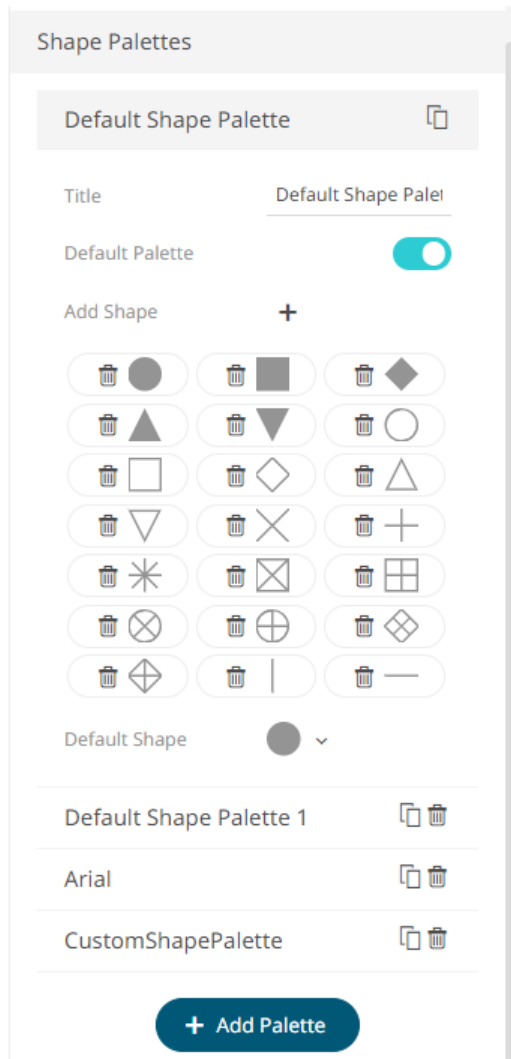 Shape Palettes
Default Shape Palette
Title Default Shape Palet
Default Palette
Add Shape
Default Shape
Default Shape Palette 1
Arial
CustomShapePalette
+ Add Palette